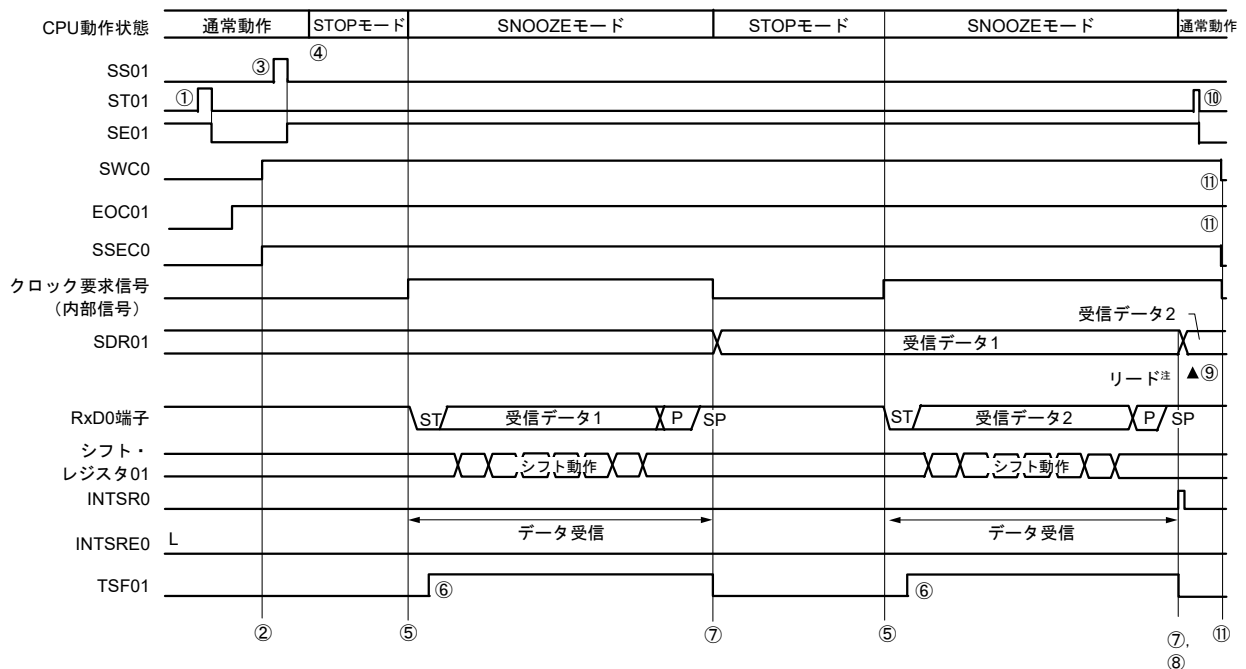 CPU動作状態 通常動作 STOPモード SNOOZEモード STOPモード SNOOZEモード 通常動作
④
SS01 ③
ST01 ① ⑩
SE01
SWC0
⑪
EOC01
⑪
SSEC0
クロック要求信号
（内部信号）
受信データ2
SDR01 受信データ1
リード注 ▲⑨
RxD0端子 ST 受信データ1 P SP ST 受信データ2 P SP
シフト・
レジスタ01 シフト動作 シフト動作
INTSR0
データ受信 データ受信
INTSRE0 L
TSF01 ⑥ ⑥
② ⑤ ⑦ ⑤ ⑦, ⑪
⑧